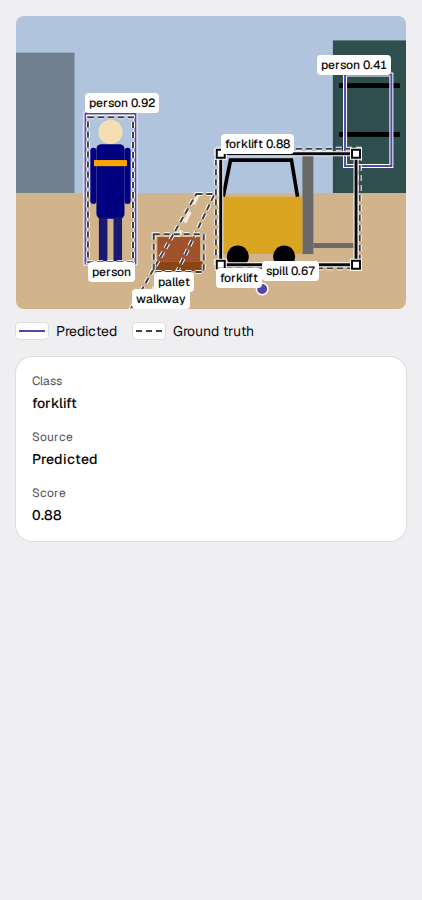 person 0.41
person 0.92
forklift 0.88
person
spill 0.67
forklift
pallet
walkway
Predicted
Ground truth
Class
forklift
Source
Predicted
Score
0.88